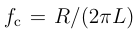 f_c = R/(2πL)